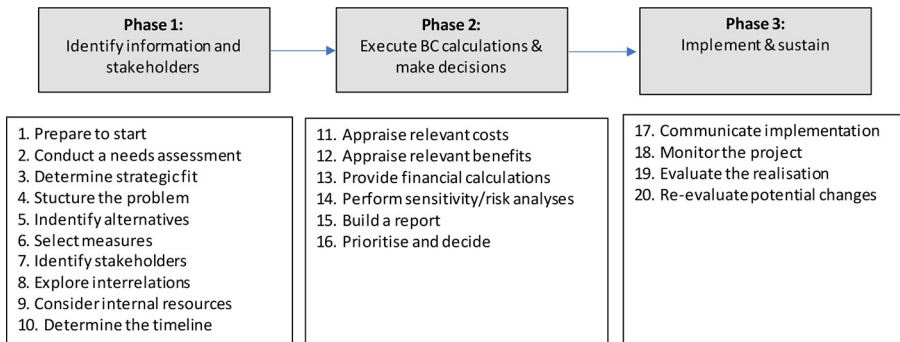 Phase 1:
Identify information and
stakeholders
Phase 2:
Execute BC calculations &
make decisions
Phase 3:
Implement & sustain
1. Prepare to start
2. Conduct a needs assessment
3. Determine strategic fit
4. Stucture the problem
5. Indentify alternatives
6. Select measures
7. Identify stakeholders
8. Explore interrelations
9. Consider internal resources
10. Determine the timeline
11. Appraise relevant costs
12. Appraise relevant benefits
13. Provide financial calculations
14. Perform sensitivity/risk analyses
15. Build a report
16. Prioritise and decide
17. Communicate implementation
18. Monitor the project
19. Evaluate the realisation
20. Re-evaluate potential changes